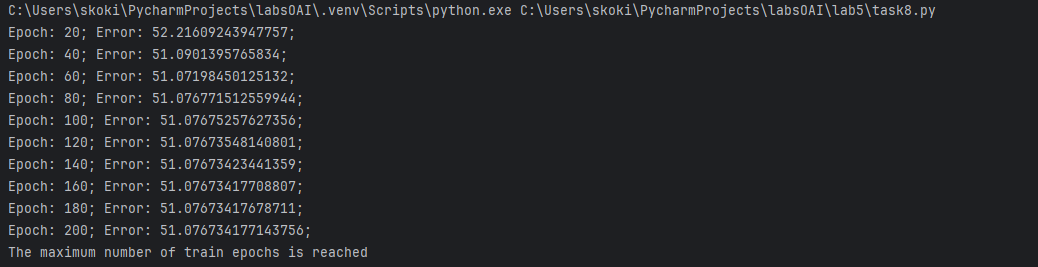 C:\Users\skoki\PycharmProjects\labsOAI\.venv\Scripts\python.exe C:\Users\skoki\PycharmProjects\labsOAI\lab5\task8.py
Epoch: 20; Error: 52.21609243947757;
Epoch: 40; Error: 51.0901395765834;
Epoch: 60; Error: 51.07198450125132;
Epoch: 80; Error: 51.076771512559944;
Epoch: 100; Error: 51.07675257627356;
Epoch: 120; Error: 51.07673548140801;
Epoch: 140; Error: 51.07673423441359;
Epoch: 160; Error: 51.07673417708807;
Epoch: 180; Error: 51.07673417678711;
Epoch: 200; Error: 51.076734177143756;
The maximum number of train epochs is reached